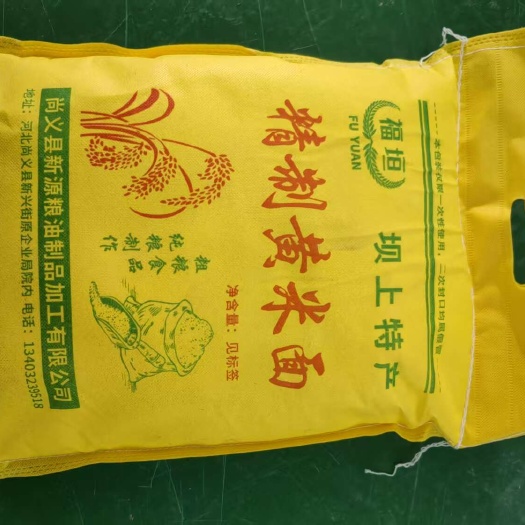 福垣
FU YUAN
坝上特产
精制黄米面
净含量：见标签
粗粮食品
纯粮制作
尚义县新源粮油制品加工有限公司
地址：河北尚义县新兴街原企业局院内 电话：13403239518